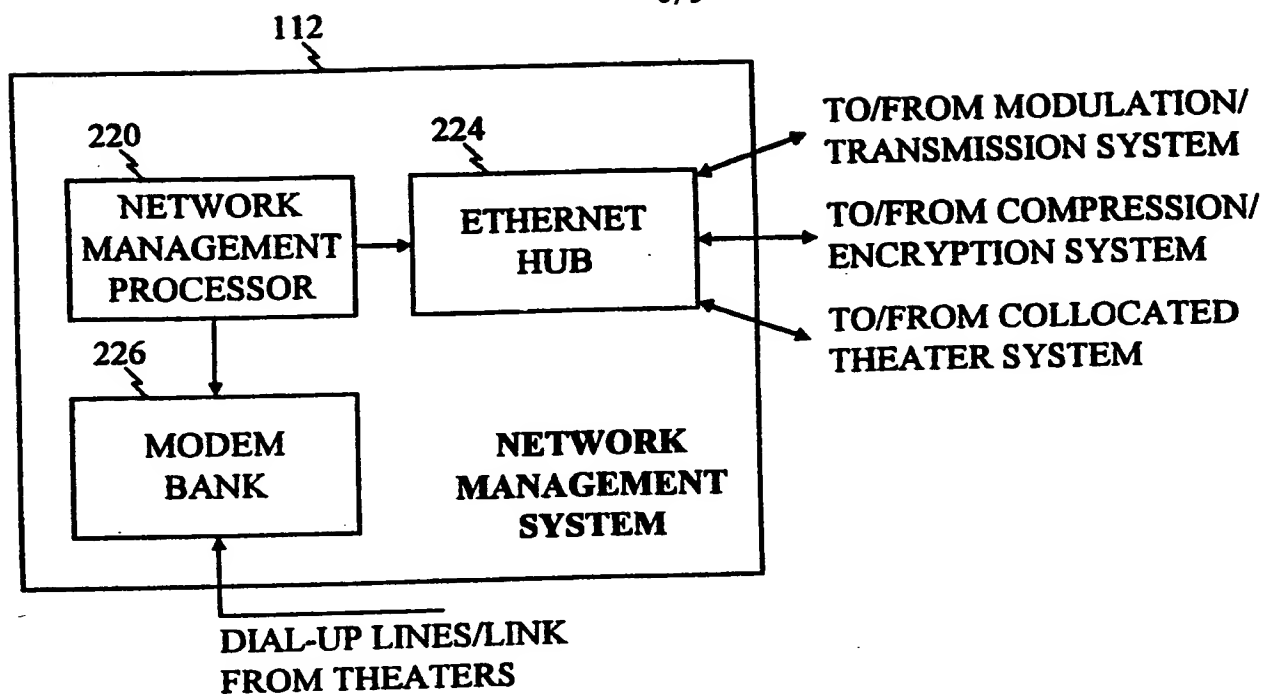 112
220
NETWORK
MANAGEMENT
PROCESSOR
224
ETHERNET
HUB
TO/FROM MODULATION/
TRANSMISSION SYSTEM
TO/FROM COMPRESSION/
ENCRYPTION SYSTEM
TO/FROM COLLOCATED
THEATER SYSTEM
226
MODEM
BANK
NETWORK
MANAGEMENT
SYSTEM
DIAL-UP LINES/LINK
FROM THEATERS